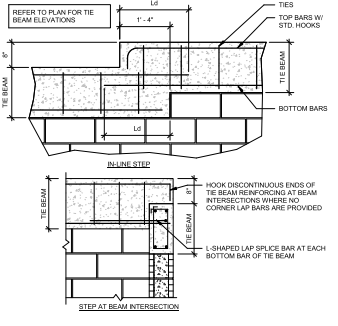 REFER TO PLAN FOR TIE
BEAM ELEVATIONS
Ld
1' - 4"
TIES
TOP BARS W/
STD. HOOKS
8"
TIE BEAM
TIE BEAM
BOTTOM BARS
Ld
IN-LINE STEP
TIE BEAM
8"
TIE BEAM
HOOK DISCONTINUOUS ENDS OF
TIE BEAM REINFORCING AT BEAM
INTERSECTIONS WHERE NO
CORNER LAP BARS ARE PROVIDED
L-SHAPED LAP SPLICE BAR AT EACH
BOTTOM BAR OF TIE BEAM
STEP AT BEAM INTERSECTION